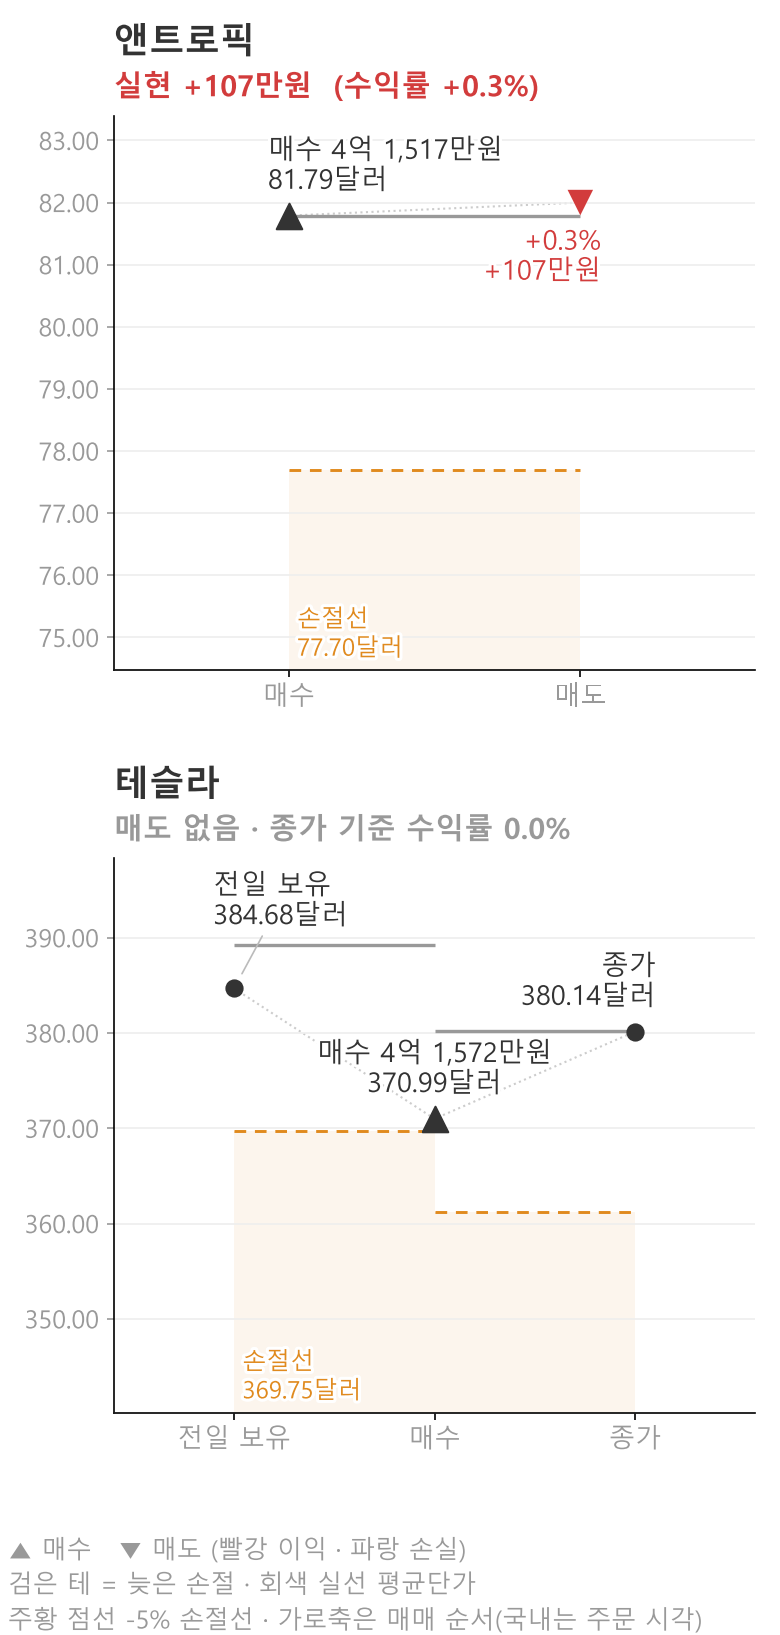 앤트로픽
실현 +107만원 (수익률 +0.3%)
83.00
매수 4억 1,517만원
81.79달러
82.00
+0.3%
+107만원
81.00
80.00
79.00
78.00
77.00
76.00
손절선
77.70달러
75.00
매수 매도
테슬라
매도 없음 · 종가 기준 수익률 0.0%
전일 보유
384.68달러
390.00
종가
380.14달러
380.00
매수 4억 1,572만원
370.99달러
370.00
360.00
350.00
손절선
369.75달러
전일 보유 매수 종가
▲ 매수 ▼ 매도 (빨강 이익 · 파랑 손실)
검은 테 = 늦은 손절 · 회색 실선 평균단가
주황 점선 -5% 손절선 · 가로축은 매매 순서(국내는 주문 시각)